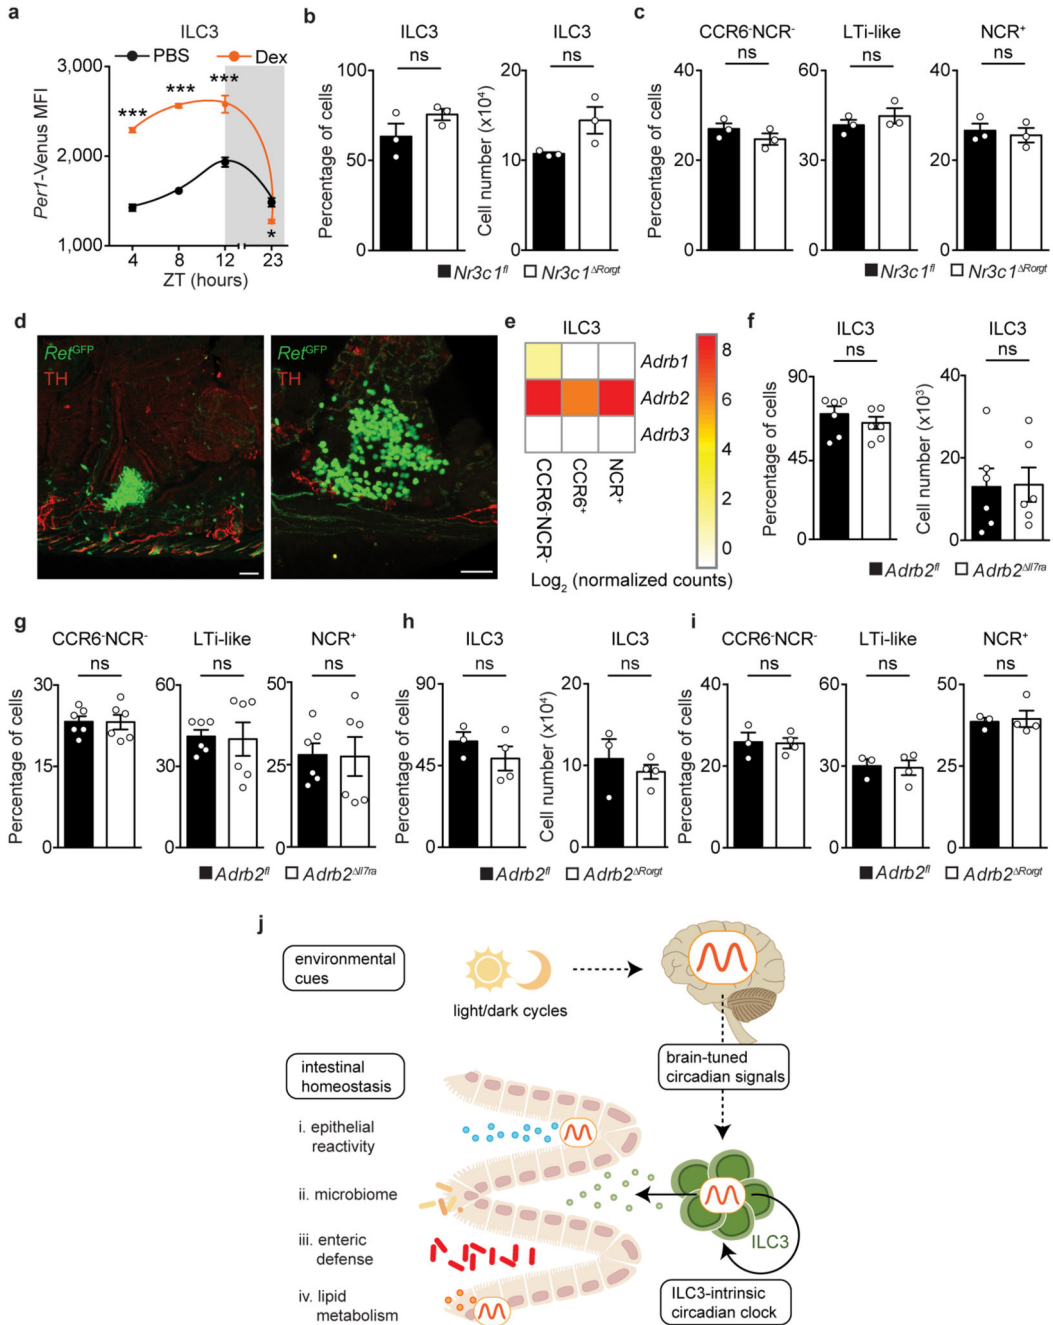 a
ILC3
PBS Dex
3,000
2,000
1,000
Per1-Venus MFI
*** *** *** *
4 8 12 23
ZT (hours)
b
ILC3 ILC3
ns ns
Percentage of cells
100
50
0
Cell number (x10⁴)
20
10
0
Nr3c1ᶠˡ Nr3c1ᐞᴿᵒʳᵍᵗ
c
CCR6⁻NCR⁻ LTi-like NCR⁺
ns ns ns
Percentage of cells
40
20
0
60
30
0
40
20
0
Nr3c1ᶠˡ Nr3c1ᐞᴿᵒʳᵍᵗ
d
Retᴳᶠᴾ
TH
Retᴳᶠᴾ
TH
e
ILC3
Adrb1
Adrb2
Adrb3
CCR6⁻NCR⁻
CCR6⁺
NCR⁺
8
6
4
2
0
Log₂ (normalized counts)
f
ILC3 ILC3
ns ns
Percentage of cells
90
45
0
Cell number (x10³)
40
20
0
Adrb2ᶠˡ Adrb2ᐞᴵˡ⁷ʳᵃ
g
CCR6⁻NCR⁻ LTi-like NCR⁺
ns ns ns
Percentage of cells
30
15
0
60
30
0
50
25
0
Adrb2ᶠˡ Adrb2ᐞᴵˡ⁷ʳᵃ
h
ILC3 ILC3
ns ns
Percentage of cells
90
45
0
Cell number (x10⁴)
20
10
0
Adrb2ᶠˡ Adrb2ᐞᴿᵒʳᵍᵗ
i
CCR6⁻NCR⁻ LTi-like NCR⁺
ns ns ns
Percentage of cells
40
20
0
60
30
0
50
25
0
Adrb2ᶠˡ Adrb2ᐞᴿᵒʳᵍᵗ
j
environmental
cues
light/dark cycles
brain-tuned
circadian signals
intestinal
homeostasis
i. epithelial
reactivity
ii. microbiome
iii. enteric
defense
iv. lipid
metabolism
ILC3
ILC3-intrinsic
circadian clock